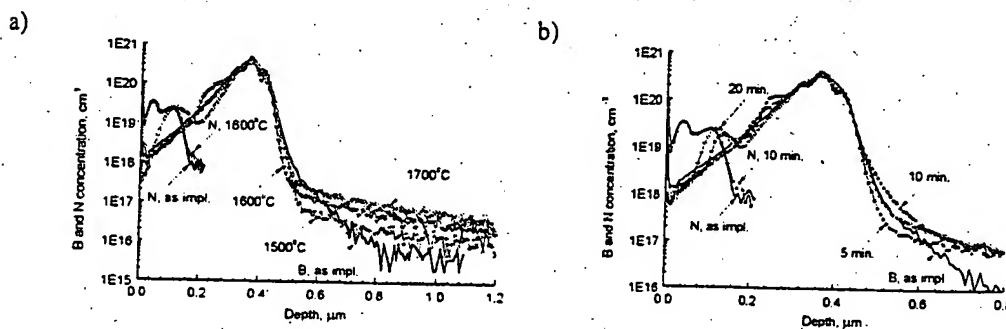 a)
B and N concentration, cm³
1E21
1E20
1E19
1E18
1E17
1E16
1E15
N, 1600°C
N, as impl.
1600°C
1700°C
1500°C
B, as impl.
0.0 0.2 0.4 0.6 0.8 1.0 1.2
Depth, μm
b)
B and N concentration, cm⁻³
1E21
1E20
1E19
1E18
1E17
1E16
20 min.
N, 10 min.
N, as impl.
10 min.
5 min.
B, as impl
0.0 0.2 0.4 0.6 0.8
Depth, μm